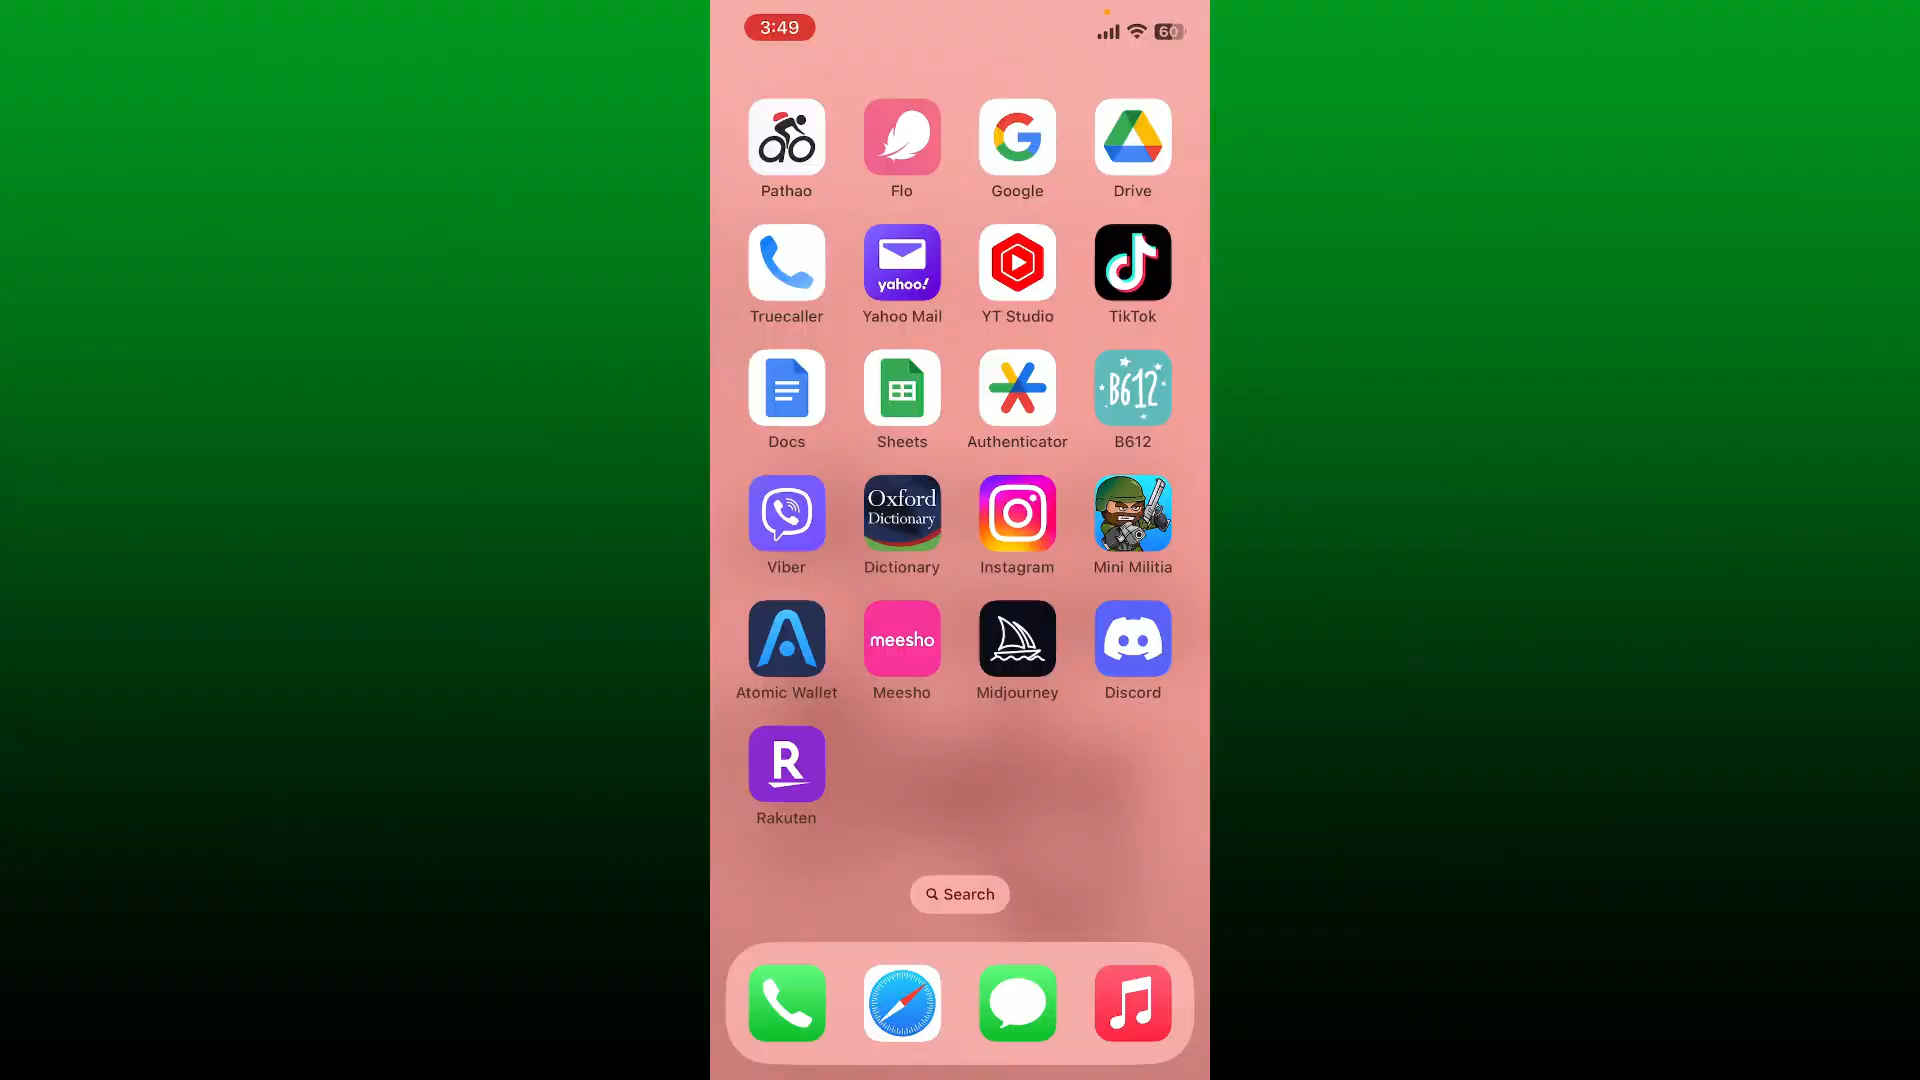 3:49
60
Pathao Flo Google Drive
yahoo!
Truecaller Yahoo Mail YT Studio TikTok
B612
Docs Sheets Authenticator B612
Oxford
Dictionary
Viber Dictionary Instagram Mini Militia
meesho
Atomic Wallet Meesho Midjourney Discord
R
Rakuten
Search